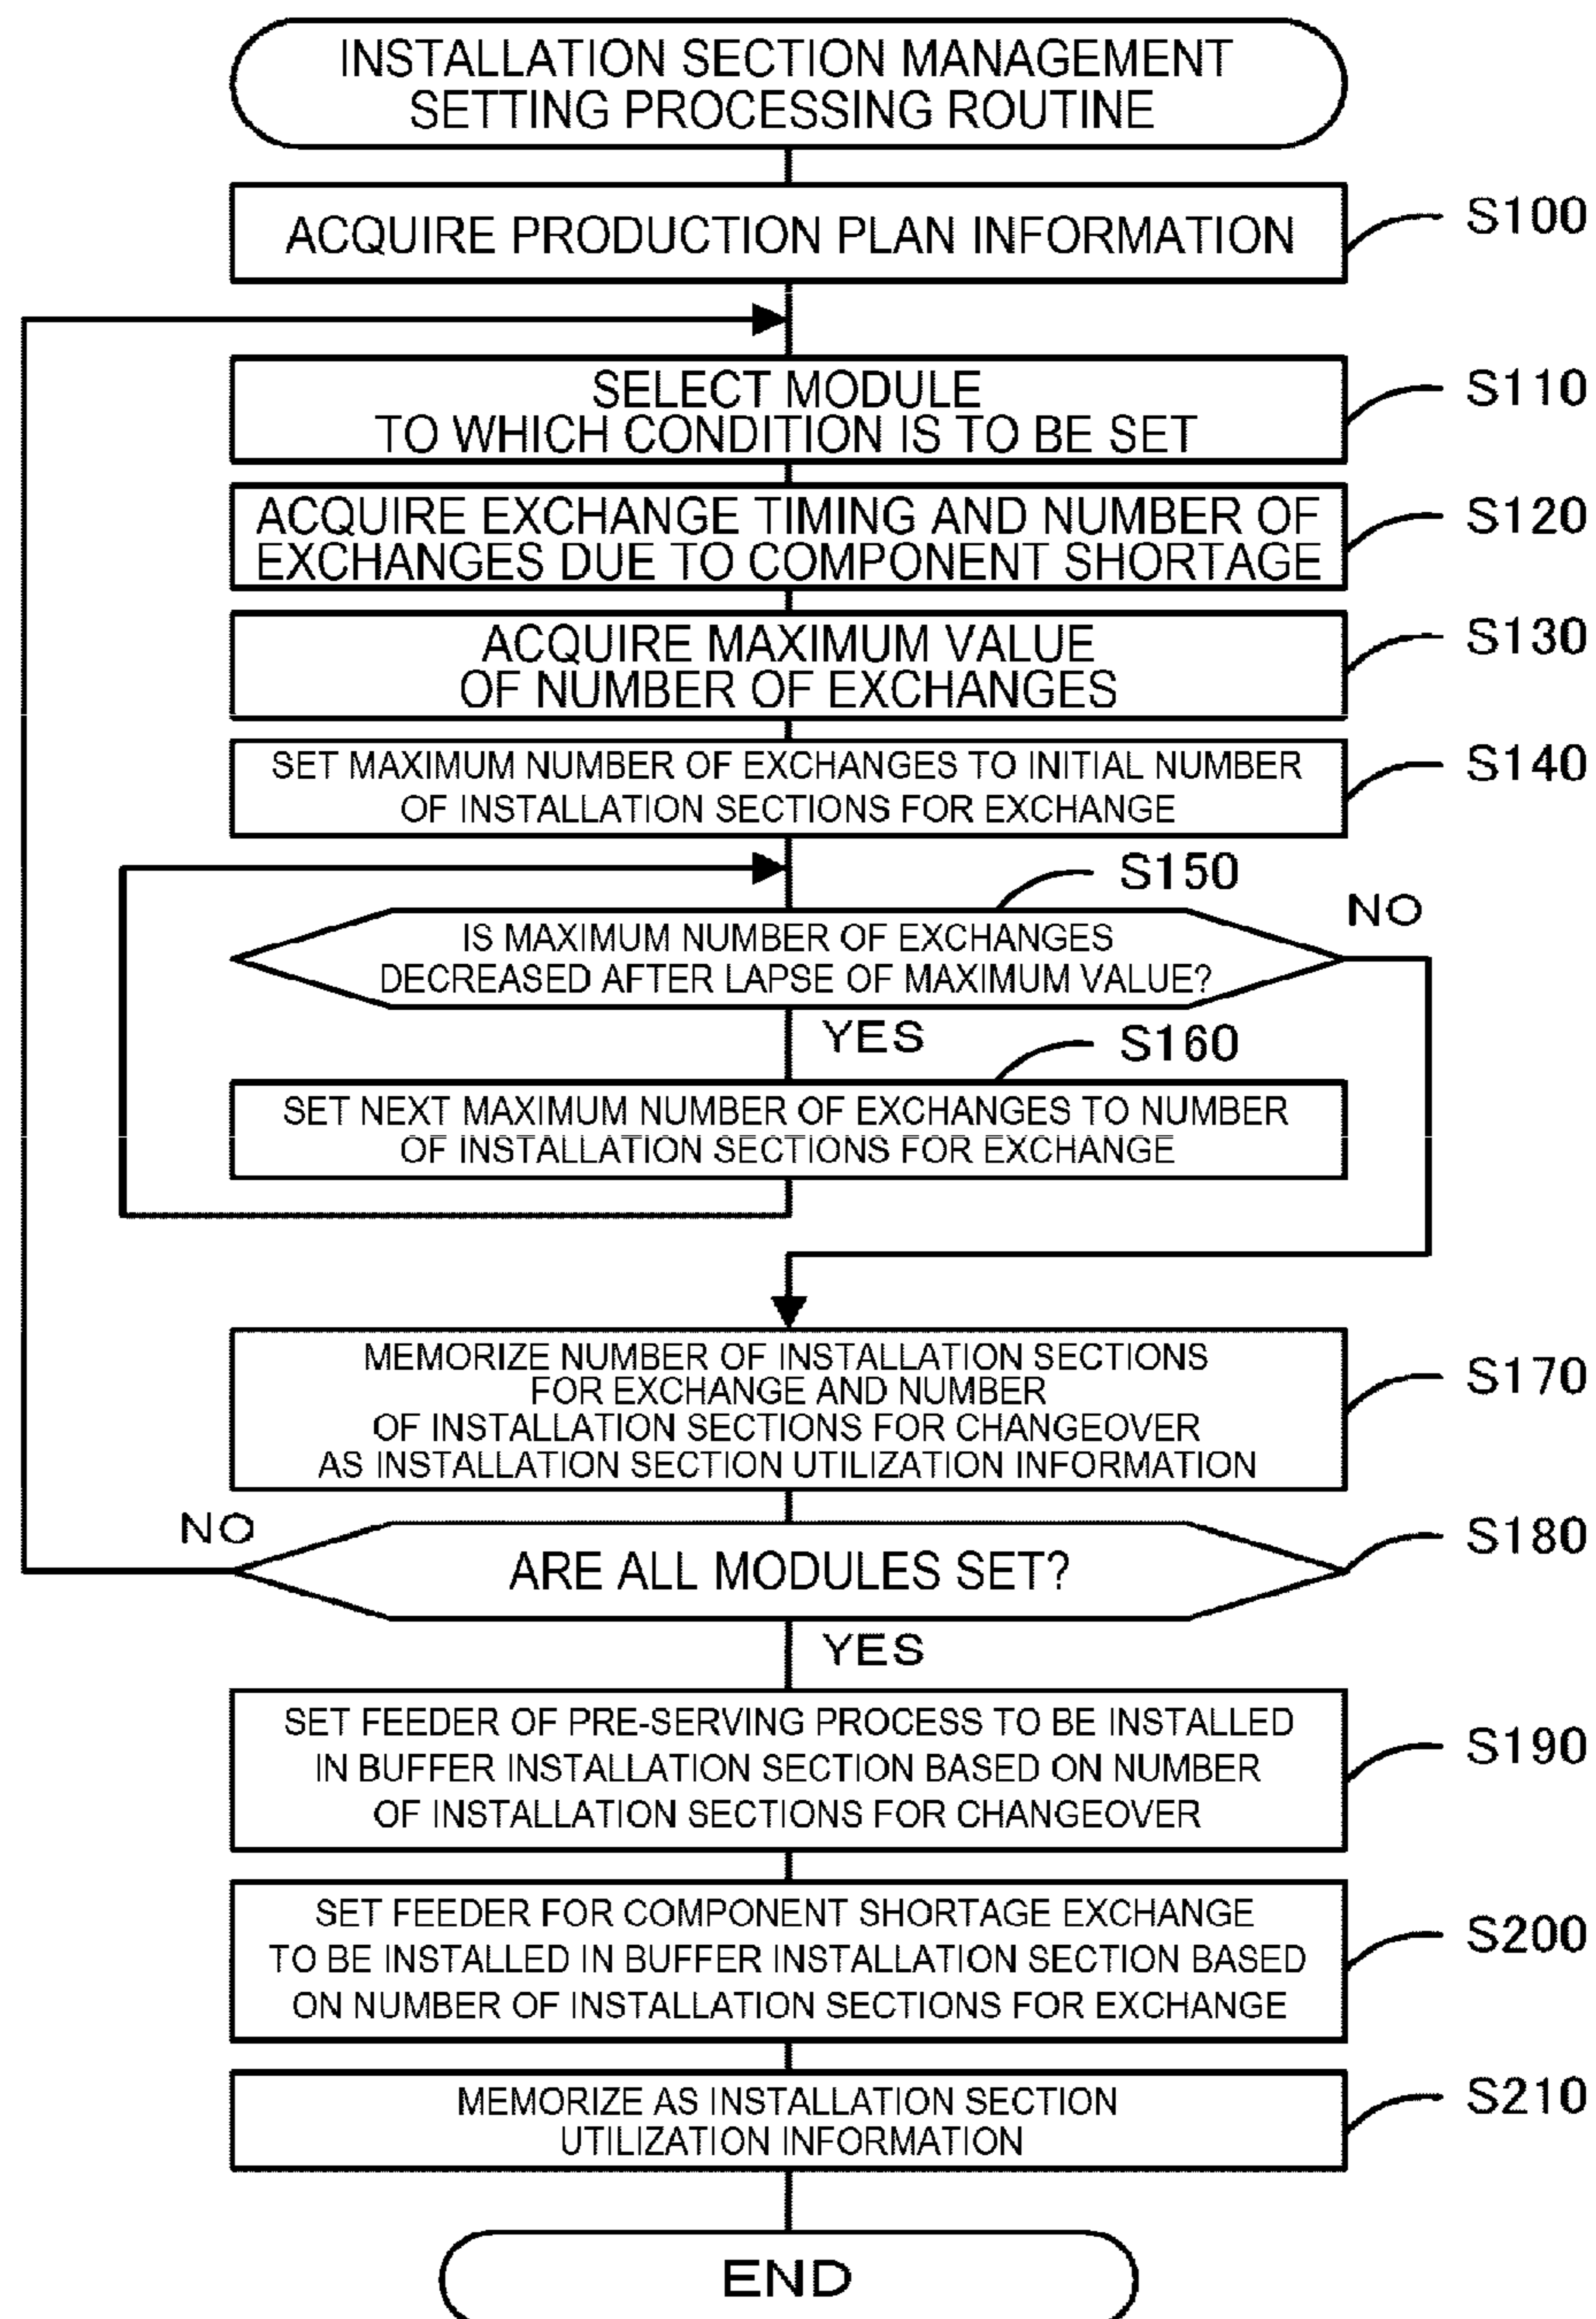 INSTALLATION SECTION MANAGEMENT
SETTING PROCESSING ROUTINE
ACQUIRE PRODUCTION PLAN INFORMATION
S100
SELECT MODULE
TO WHICH CONDITION IS TO BE SET
S110
ACQUIRE EXCHANGE TIMING AND NUMBER OF
EXCHANGES DUE TO COMPONENT SHORTAGE
S120
ACQUIRE MAXIMUM VALUE
OF NUMBER OF EXCHANGES
S130
SET MAXIMUM NUMBER OF EXCHANGES TO INITIAL NUMBER
OF INSTALLATION SECTIONS FOR EXCHANGE
S140
S150
NO
IS MAXIMUM NUMBER OF EXCHANGES
DECREASED AFTER LAPSE OF MAXIMUM VALUE?
YES
S160
SET NEXT MAXIMUM NUMBER OF EXCHANGES TO NUMBER
OF INSTALLATION SECTIONS FOR EXCHANGE
MEMORIZE NUMBER OF INSTALLATION SECTIONS
FOR EXCHANGE AND NUMBER
OF INSTALLATION SECTIONS FOR CHANGEOVER
AS INSTALLATION SECTION UTILIZATION INFORMATION
S170
NO
ARE ALL MODULES SET?
S180
YES
SET FEEDER OF PRE-SERVING PROCESS TO BE INSTALLED
IN BUFFER INSTALLATION SECTION BASED ON NUMBER
OF INSTALLATION SECTIONS FOR CHANGEOVER
S190
SET FEEDER FOR COMPONENT SHORTAGE EXCHANGE
TO BE INSTALLED IN BUFFER INSTALLATION SECTION BASED
ON NUMBER OF INSTALLATION SECTIONS FOR EXCHANGE
S200
MEMORIZE AS INSTALLATION SECTION
UTILIZATION INFORMATION
S210
END